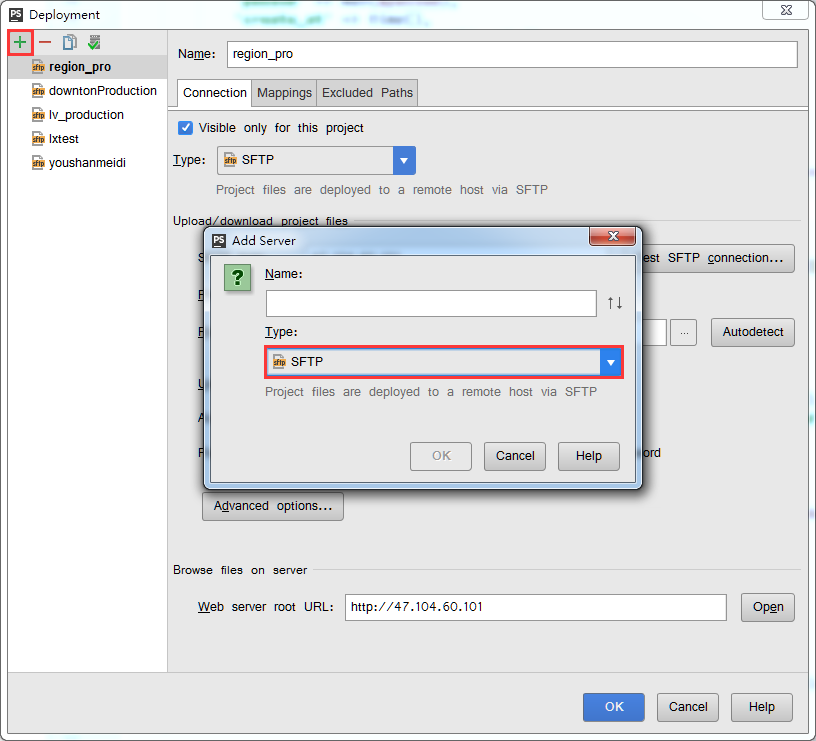 PS Deployment
region_pro
downtonProduction
lv_production
lxtest
youshanmeidi
Name: region_pro
Connection Mappings Excluded Paths
Visible only for this project
Type: SFTP
Project files are deployed to a remote host via SFTP
Upload/download project files
est SFTP connection...
... Autodetect
ord
Advanced options...
PS Add Server
Name:
Type:
SFTP
Project files are deployed to a remote host via SFTP
OK Cancel Help
Browse files on server
Web server root URL: http://47.104.60.101 Open
OK Cancel Help